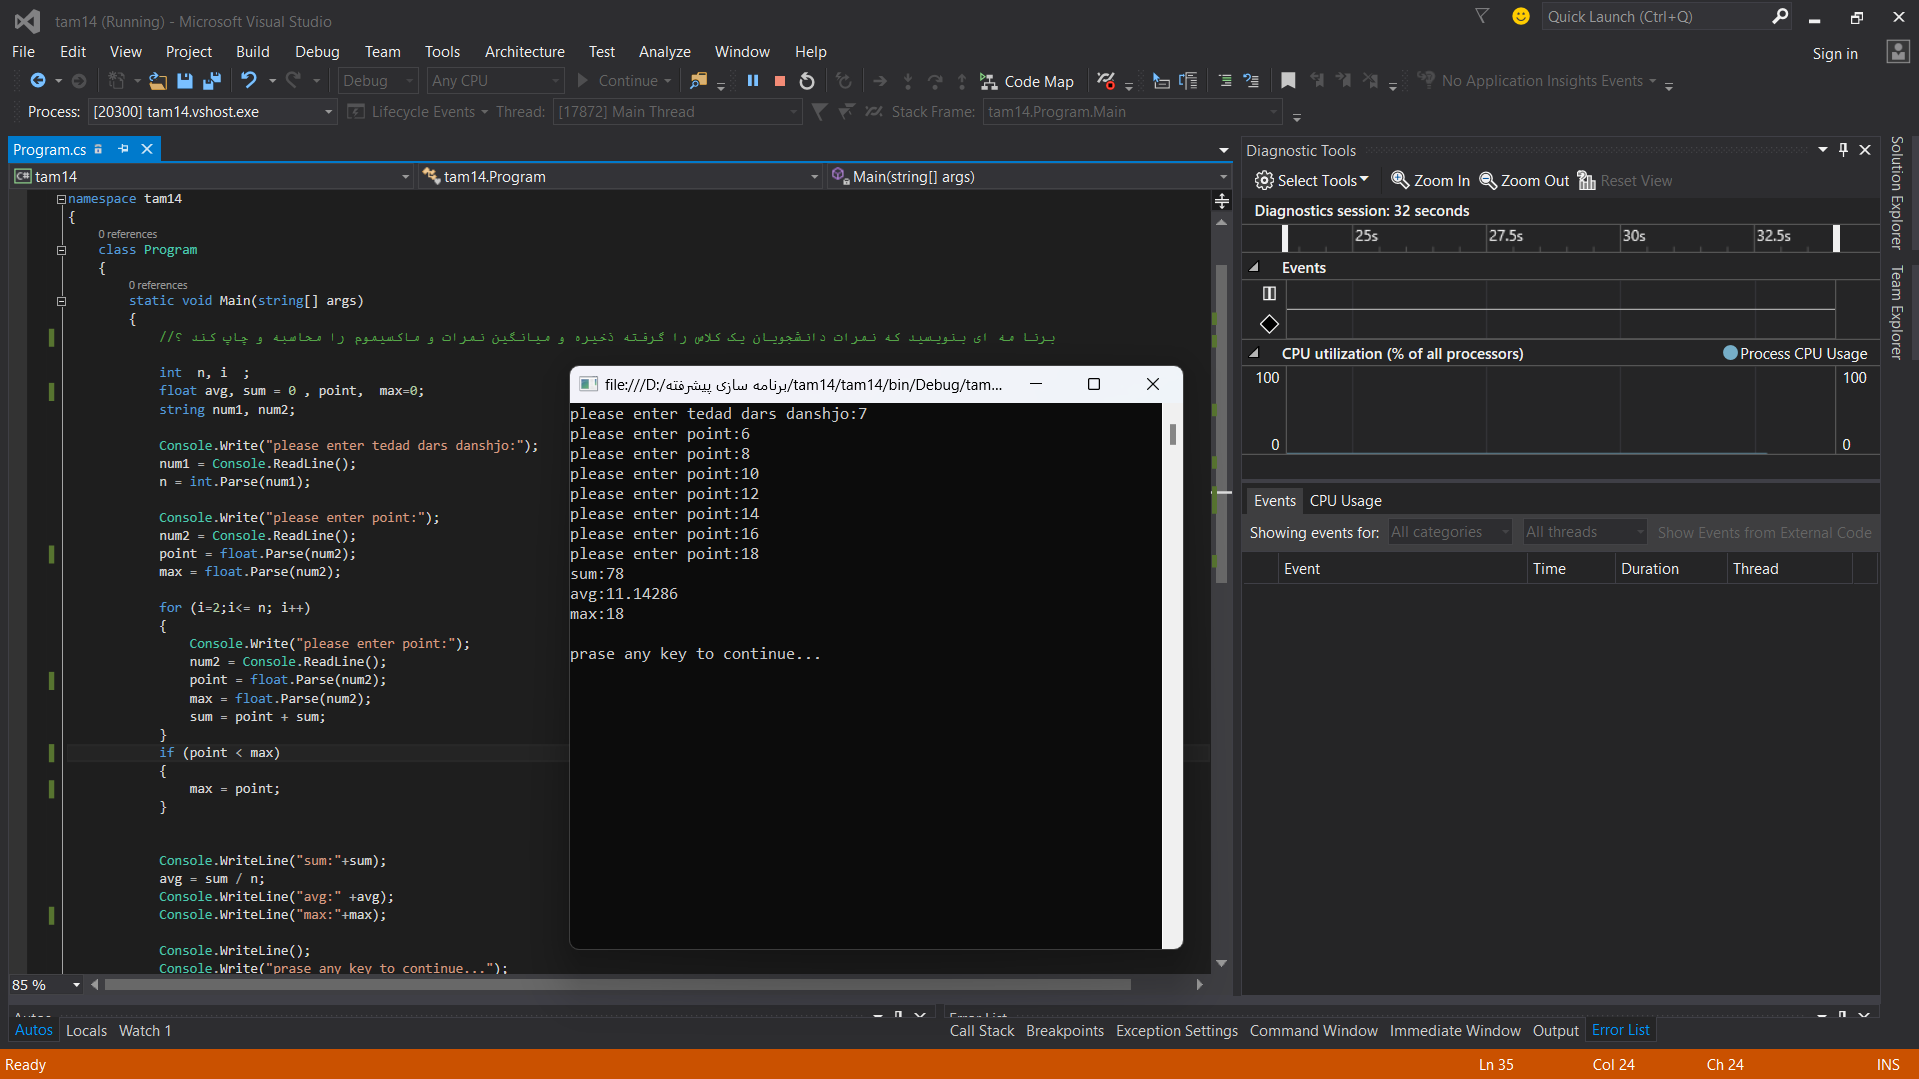 tam14 (Running) - Microsoft Visual Studio
Quick Launch (Ctrl+Q)
File Edit View Project Build Debug Team Tools Architecture Test Analyze Window Help
Sign in
Debug Any CPU Continue Code Map No Application Insights Events
Process: [20300] tam14.vshost.exe Lifecycle Events Thread: [17872] Main Thread Stack Frame: tam14.Program.Main
Program.cs
C# tam14 tam14.Program Main(string[] args)
namespace tam14
{
0 references
class Program
{
0 references
static void Main(string[] args)
{
//برنا مه ای بنویسید که نمرات دانشجویان یک کلاس را گرفته ذخیره و میانگین نمرات و ماکسیموم را محاسبه و چاپ کند ؟
int n, i ;
float avg, sum = 0 , point, max=0;
string num1, num2;
Console.Write("please enter tedad dars danshjo:");
num1 = Console.ReadLine();
n = int.Parse(num1);
Console.Write("please enter point:");
num2 = Console.ReadLine();
point = float.Parse(num2);
max = float.Parse(num2);
for (i=2;i<= n; i++)
{
Console.Write("please enter point:");
num2 = Console.ReadLine();
point = float.Parse(num2);
max = float.Parse(num2);
sum = point + sum;
}
if (point < max)
{
max = point;
}
Console.WriteLine("sum:"+sum);
avg = sum / n;
Console.WriteLine("avg:" +avg);
Console.WriteLine("max:"+max);
Console.WriteLine();
Console.Write("prase any key to continue...");
85 %
file:///D:/برنامه سازی پیشرفته/tam14/tam14/bin/Debug/tam...
please enter tedad dars danshjo:7
please enter point:6
please enter point:8
please enter point:10
please enter point:12
please enter point:14
please enter point:16
please enter point:18
sum:78
avg:11.14286
max:18
prase any key to continue...
Diagnostic Tools
Select Tools Zoom In Zoom Out Reset View
Diagnostics session: 32 seconds
25s 27.5s 30s 32.5s
Events
CPU utilization (% of all processors) Process CPU Usage
100 100
0 0
Events CPU Usage
Showing events for: All categories All threads Show Events from External Code
Event Time Duration Thread
Solution Explorer
Team Explorer
Autos
Error List
Autos Locals Watch 1
Call Stack Breakpoints Exception Settings Command Window Immediate Window Output Error List
Ready Ln 35 Col 24 Ch 24 INS